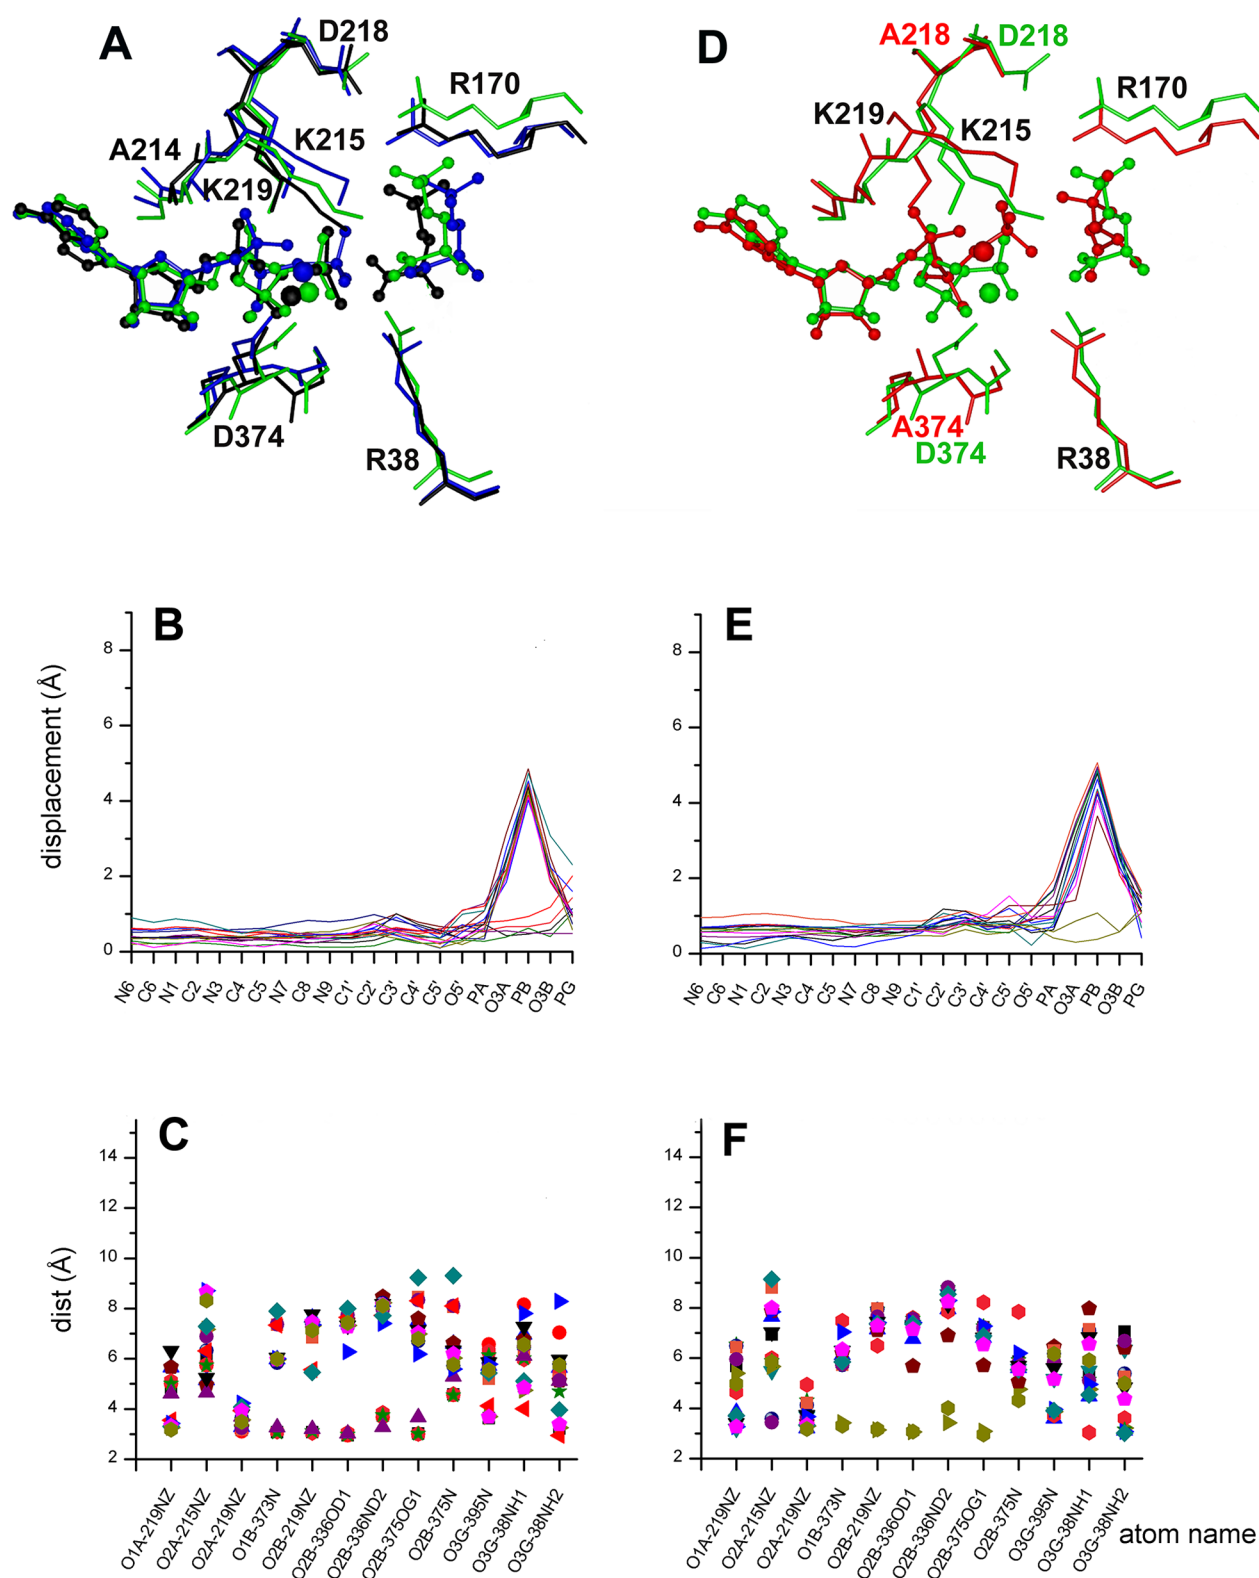 A
D218
R170
A214
K215
K219
D374
R38
D
A218
D218
R170
K219
K215
A374
D374
R38
B
displacement (Å)
8
6
4
2
0
N6
C6
N1
C2
N3
C4
C5
N7
C8
N9
C1'
C2'
C3'
C4'
C5'
O5'
PA
O3A
PB
O3B
PG
E
8
6
4
2
0
N6
C6
N1
C2
N3
C4
C5
N7
C8
N9
C1'
C2'
C3'
C4'
C5'
O5'
PA
O3A
PB
O3B
PG
C
dist (Å)
14
12
10
8
6
4
2
O1A-219NZ
O2A-215NZ
O2A-219NZ
O1B-373N
O2B-219NZ
O2B-336OD1
O2B-336ND2
O2B-375OG1
O2B-375N
O3G-395N
O3G-38NH1
O3G-38NH2
F
14
12
10
8
6
4
2
O1A-219NZ
O2A-215NZ
O2A-219NZ
O1B-373N
O2B-219NZ
O2B-336OD1
O2B-336ND2
O2B-375OG1
O2B-375N
O3G-395N
O3G-38NH1
O3G-38NH2
atom name